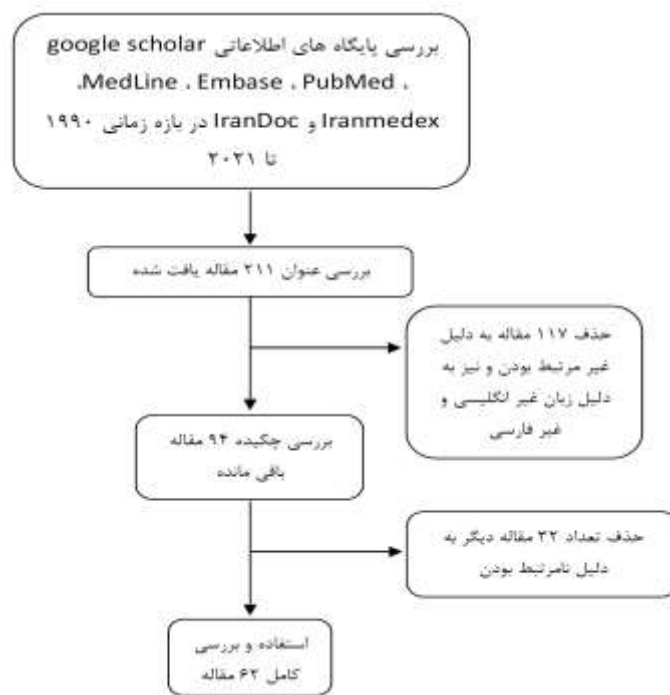 بررسی پایگاه های اطلاعاتی google scholar
، MedLine ، Embase ، PubMed،
Iranmedex و IranDoc در بازه زمانی ۱۹۹۰
تا ۲۰۲۱
بررسی عنوان ۲۱۱ مقاله یافت شده
حذف ۱۱۷ مقاله به دلیل
غیر مرتبط بودن و نیز به
دلیل زبان غیر انگلیسی و
غیر فارسی
بررسی چکیده ۹۴ مقاله
باقی مانده
حذف تعداد ۳۲ مقاله دیگر به
دلیل نامرتبط بودن
استفاده و بررسی
کامل ۶۲ مقاله